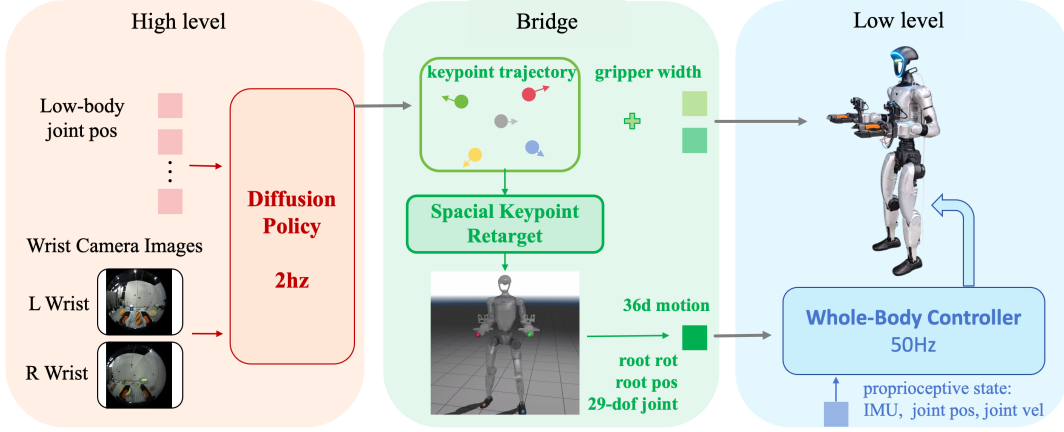 High level
Low-body
joint pos
Wrist Camera Images
L Wrist
R Wrist
Diffusion
Policy
2hz
Bridge
keypoint trajectory
gripper width
Spacial Keypoint
Retarget
36d motion
root rot
root pos
29-dof joint
Low level
Whole-Body Controller
50Hz
proprioceptive state:
IMU, joint pos, joint vel